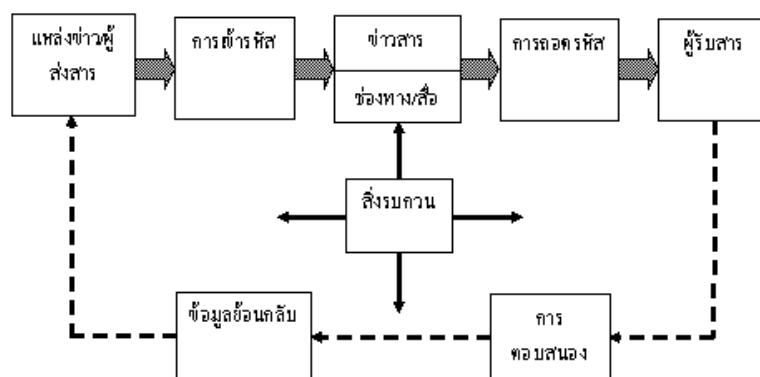 แหล่งข่าว/ผู้
ส่งสาร
การเข้ารหัส
ข่าวสาร
ช่องทาง/สื่อ
การถอดรหัส
ผู้รับสาร
สิ่งรบกวน
ข้อมูลย้อนกลับ
การ
ตอบสนอง